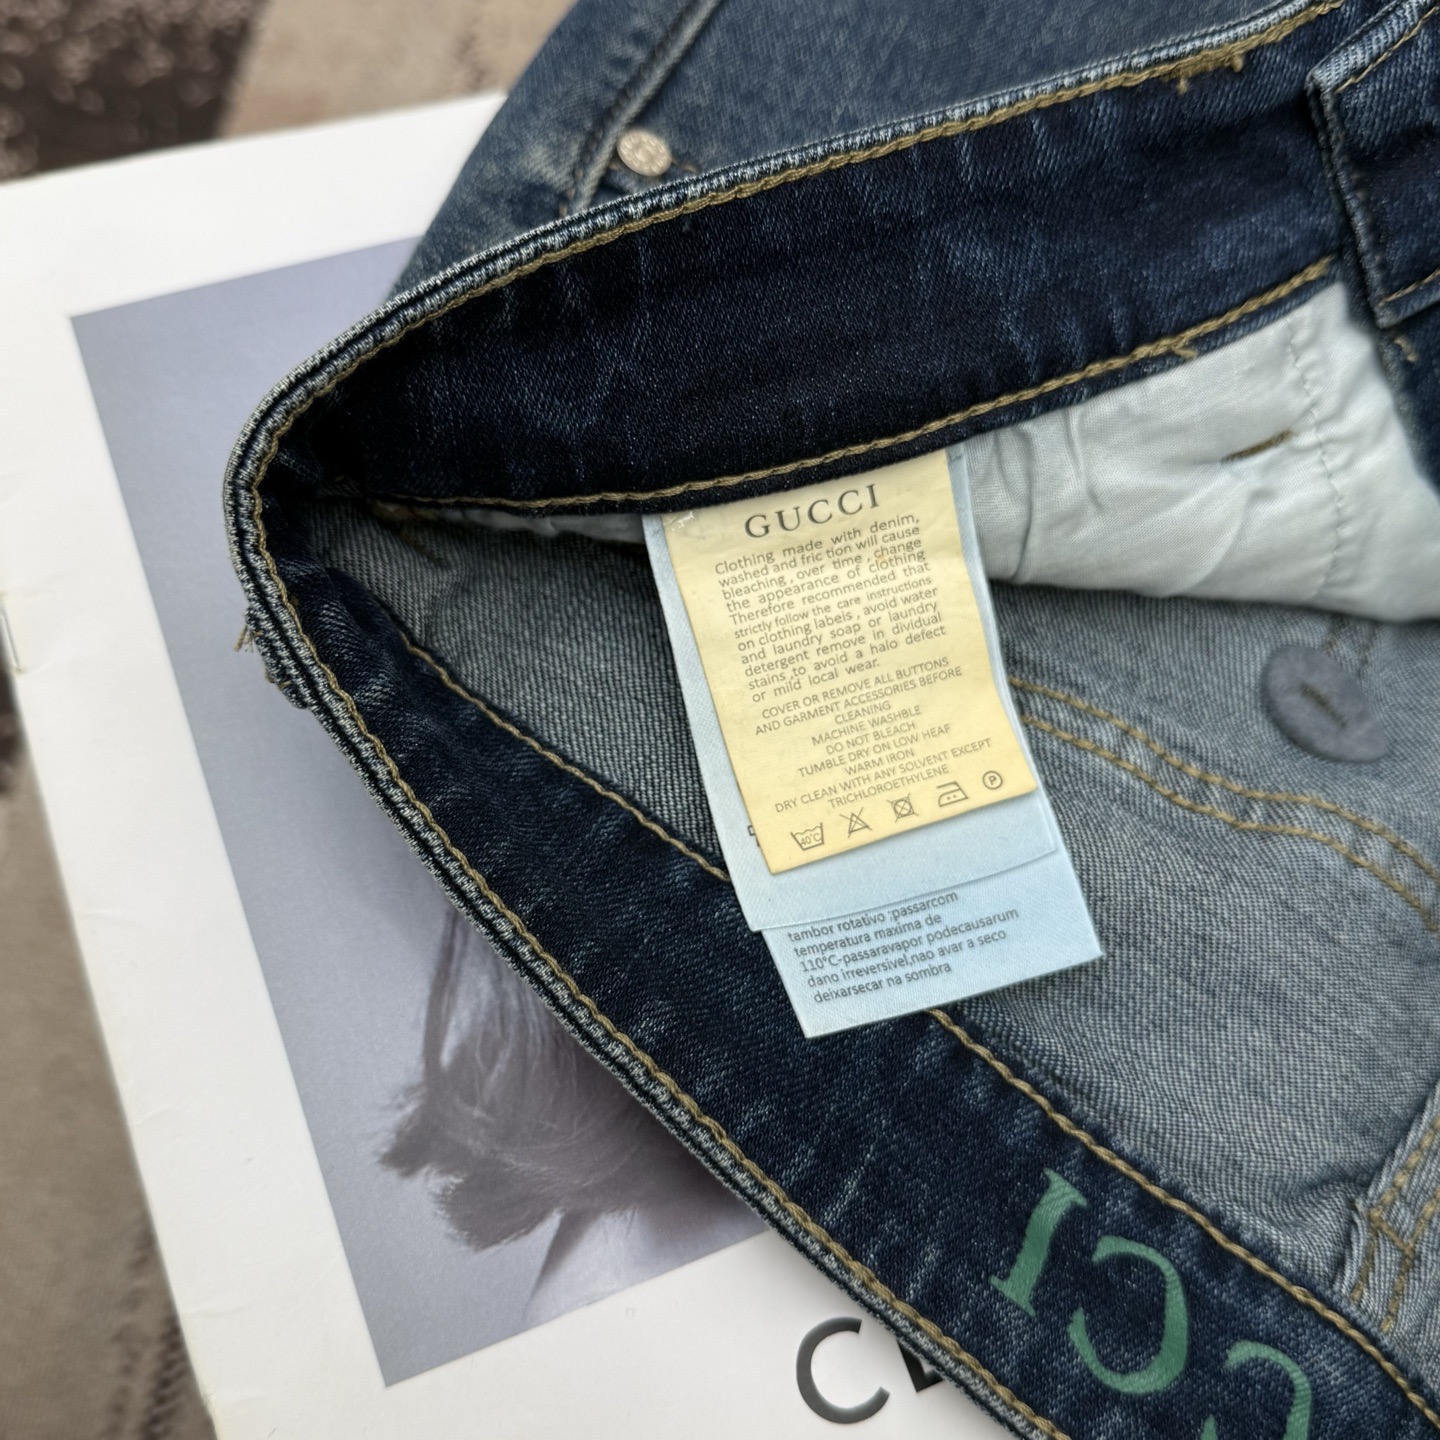 GUCCI
Clothing made with denim,
washed and fric tion will cause
bleaching , over time , change
the appearance of clothing
Therefore recommended that
strictly follow the care instructions
on clothing labels , avoid water
and laundry soap or laundry
detergent remove in dividual
stains ,to avoid a halo defect
or mild local wear.
COVER OR REMOVE ALL BUTTONS
AND GARMENT ACCESSORIES BEFORE
CLEANING
MACHINE WASHBLE
DO NOT BLEACH
TUMBLE DRY ON LOW HEAF
WARM IRON
DRY CLEAN WITH ANY SOLVENT EXCEPT
TRICHLOROETHYLENE
40°C
P
tambor rotativo :passarcom
temperatura maxima de
110°C-passaravapor podecausarum
dano irreversivel,nao avar a seco
deixarsecar na sombra